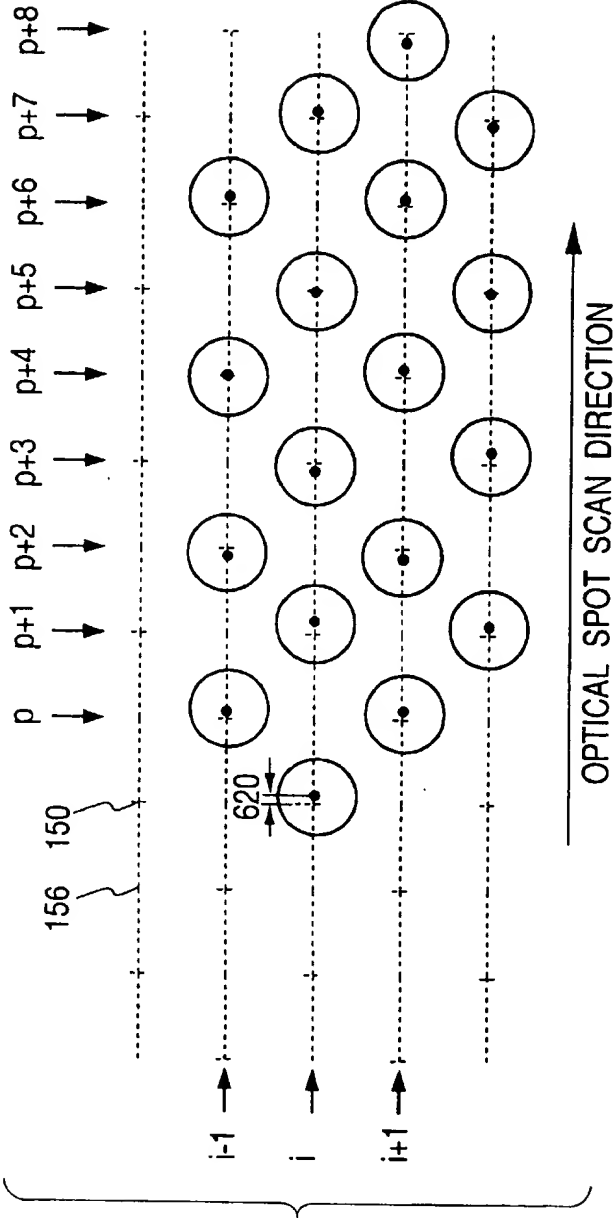 p
p+1
p+2
p+3
p+4
p+5
p+6
p+7
p+8
156
150
i-1
i
i+1
620
OPTICAL SPOT SCAN DIRECTION